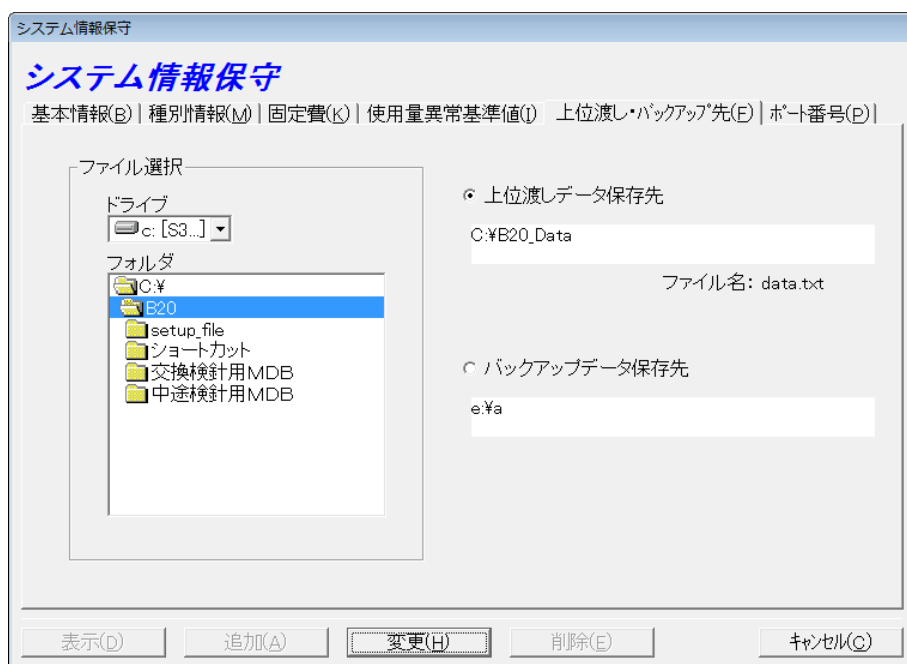 システム情報保守
システム情報保守
基本情報(B) 種別情報(M) 固定費(K) 使用量異常基準値(I) 上位渡し・ﾊﾞｯｸｱｯﾌﾟ先(F) ﾎﾟｰﾄ番号(P)
ファイル選択
ドライブ
c: [S3...]
フォルダ
C:¥
B20
setup_file
ショートカット
交換検針用MDB
中途検針用MDB
上位渡しデータ保存先
C:¥B20_Data
ファイル名: data.txt
バックアップデータ保存先
e:¥a
表示(D) 追加(A) 変更(H) 削除(E) ｷｬﾝｾﾙ(C)